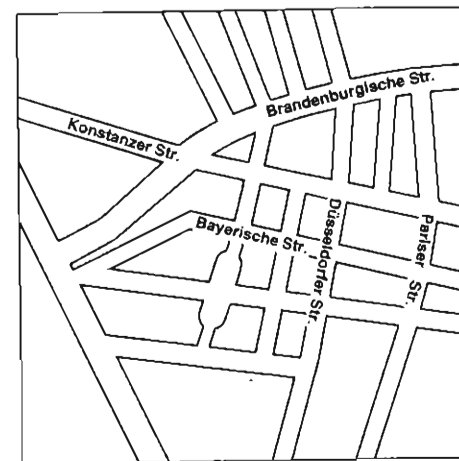 Brandenburgische Str.
Konstanzer Str.
Bayerische Str.
Düsseldorfer Str.
Pariser Str.